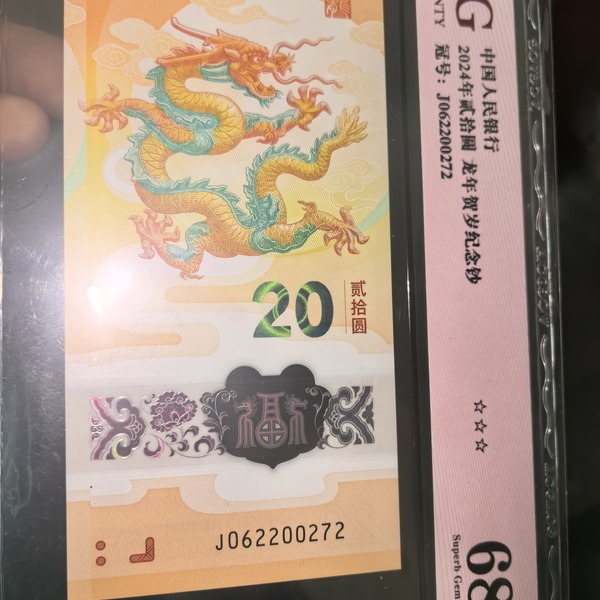 20
贰拾圆
福
J062200272
G
NTY
中国人民银行
2024年贰拾圆 龙年贺岁纪念钞
冠号：J062200272
☆☆☆
68
Superb Gem